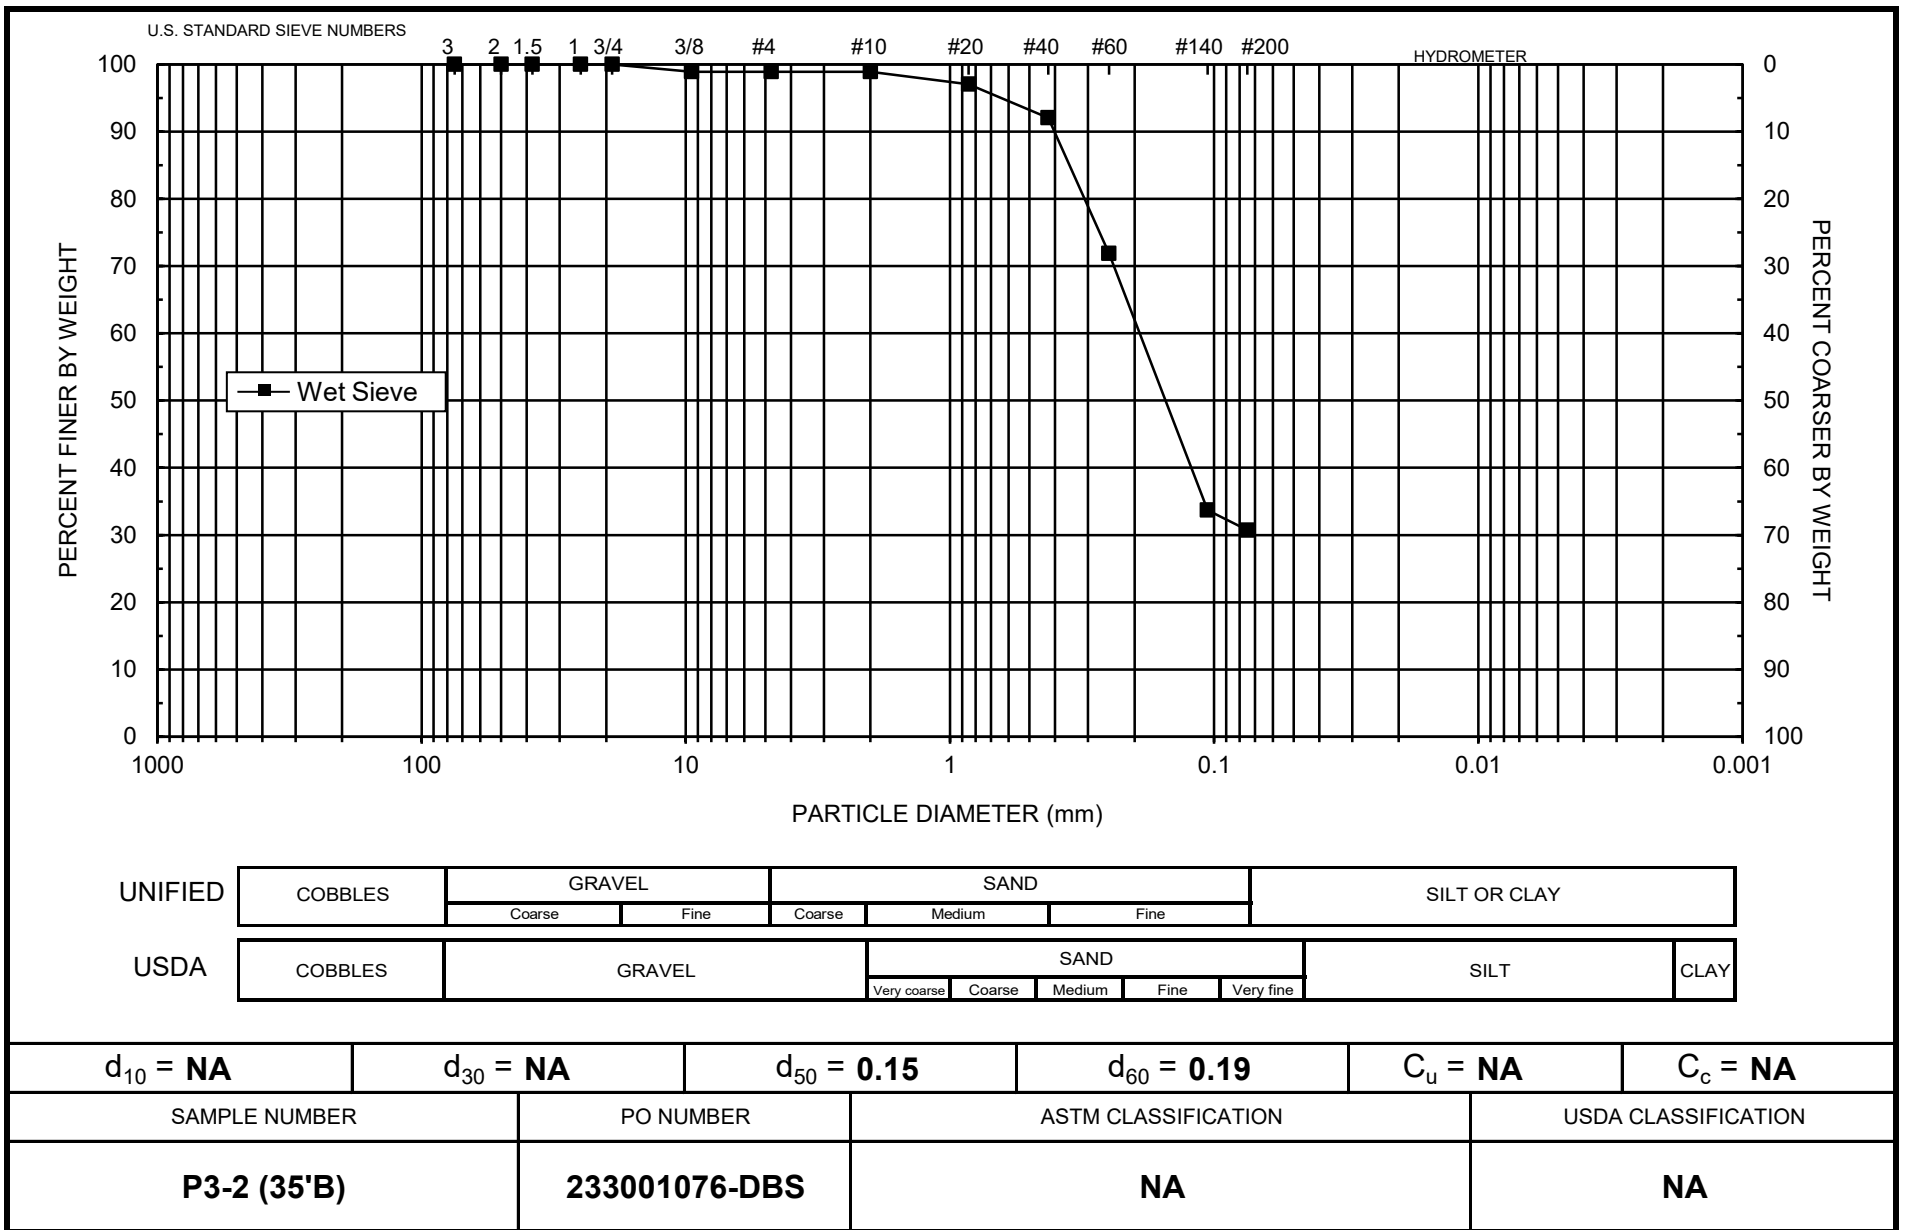 U.S. STANDARD SIEVE NUMBERS
3 2 1.5 1 3/4 3/8 #4 #10 #20 #40 #60 #140 #200
HYDROMETER
100 0
90 10
80 20
70 30
60 40
50 50
40 60
30 70
20 80
10 90
0 100
PERCENT FINER BY WEIGHT
PERCENT COARSER BY WEIGHT
Wet Sieve
1000 100 10 1 0.1 0.01 0.001
PARTICLE DIAMETER (mm)
UNIFIED COBBLES GRAVEL SAND SILT OR CLAY
Coarse Fine Coarse Medium Fine
USDA COBBLES GRAVEL SAND SILT CLAY
Very coarse Coarse Medium Fine Very fine
d10 = NA d30 = NA d50 = 0.15 d60 = 0.19 Cu = NA Cc = NA
SAMPLE NUMBER PO NUMBER ASTM CLASSIFICATION USDA CLASSIFICATION
P3-2 (35'B) 233001076-DBS NA NA